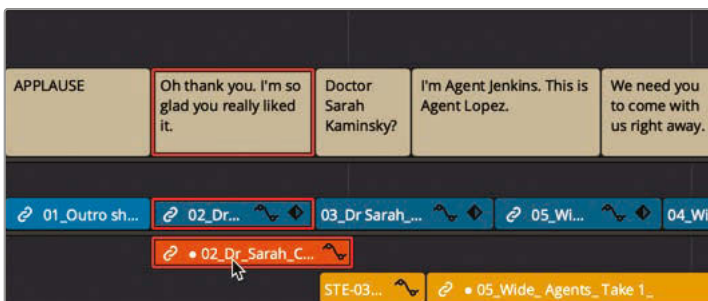 APPLAUSE
Oh thank you. I'm so
glad you really liked
it.
Doctor
Sarah
Kaminsky?
I'm Agent Jenkins. This is
Agent Lopez.
We need you
to come with
us right away.
01_Outro sh...
02_Dr...
03_Dr Sarah_...
05_Wi...
04_Wi
• 02_Dr_Sarah_C...
STE-03...
• 05_Wide_ Agents_ Take 1_